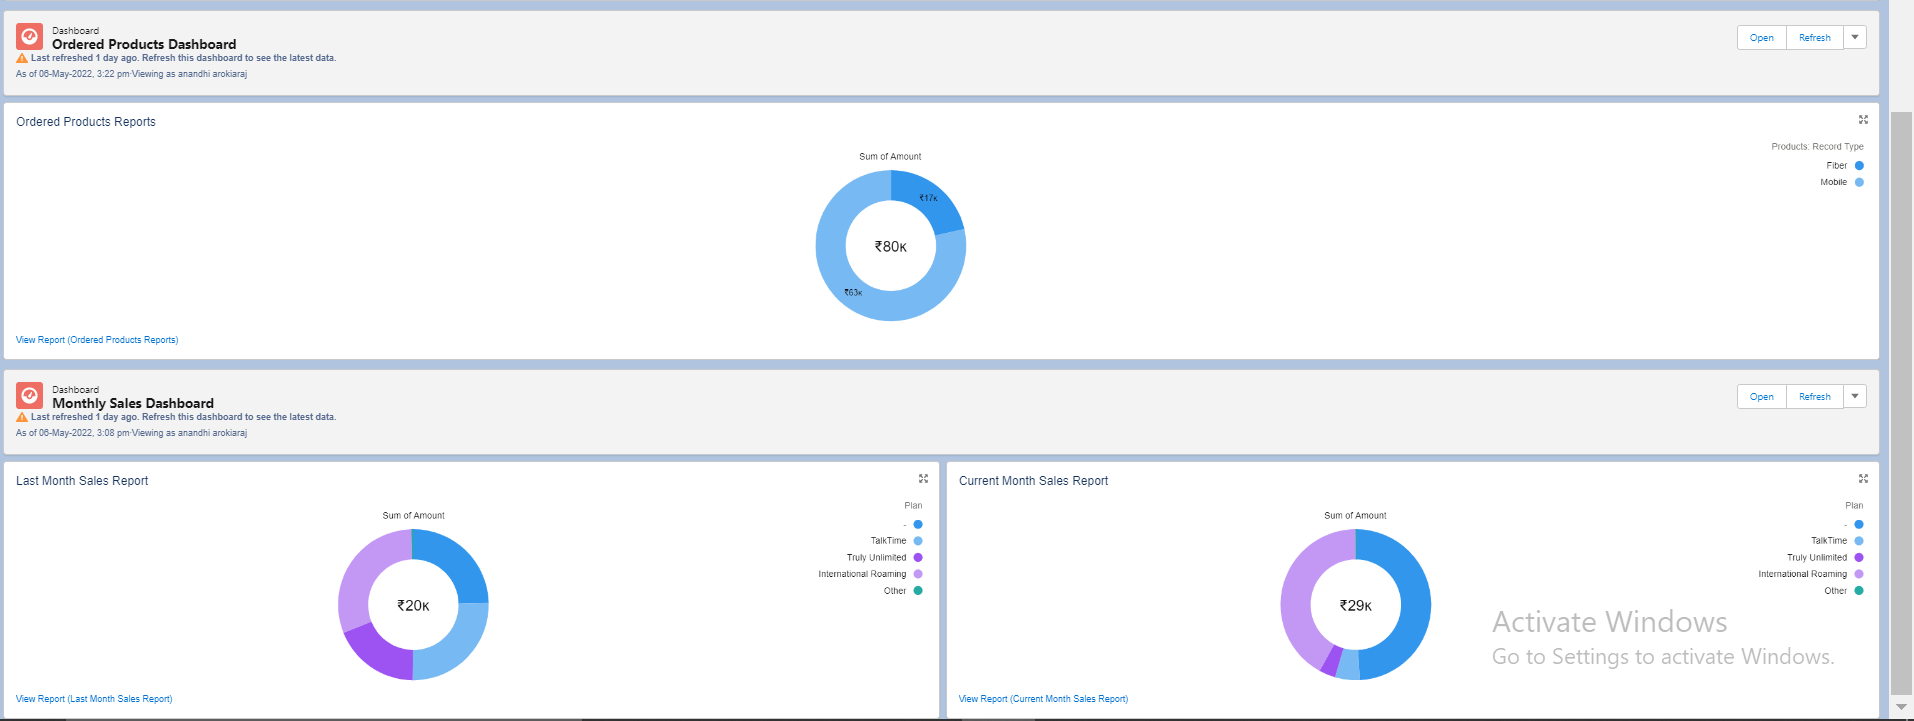 Dashboard
Ordered Products Dashboard
Last refreshed 1 day ago. Refresh this dashboard to see the latest data.
As of 06-May-2022, 3:22 pm·Viewing as anandhi arokiaraj
Open
Refresh
Ordered Products Reports
Sum of Amount
₹17K
₹80K
₹63K
Products: Record Type
Fiber
Mobile
View Report (Ordered Products Reports)
Dashboard
Monthly Sales Dashboard
Last refreshed 1 day ago. Refresh this dashboard to see the latest data.
As of 06-May-2022, 3:08 pm·Viewing as anandhi arokiaraj
Open
Refresh
Last Month Sales Report
Sum of Amount
₹20K
Plan
-
TalkTime
Truly Unlimited
International Roaming
Other
View Report (Last Month Sales Report)
Current Month Sales Report
Sum of Amount
₹29K
Plan
-
TalkTime
Truly Unlimited
International Roaming
Other
View Report (Current Month Sales Report)
Activate Windows
Go to Settings to activate Windows.